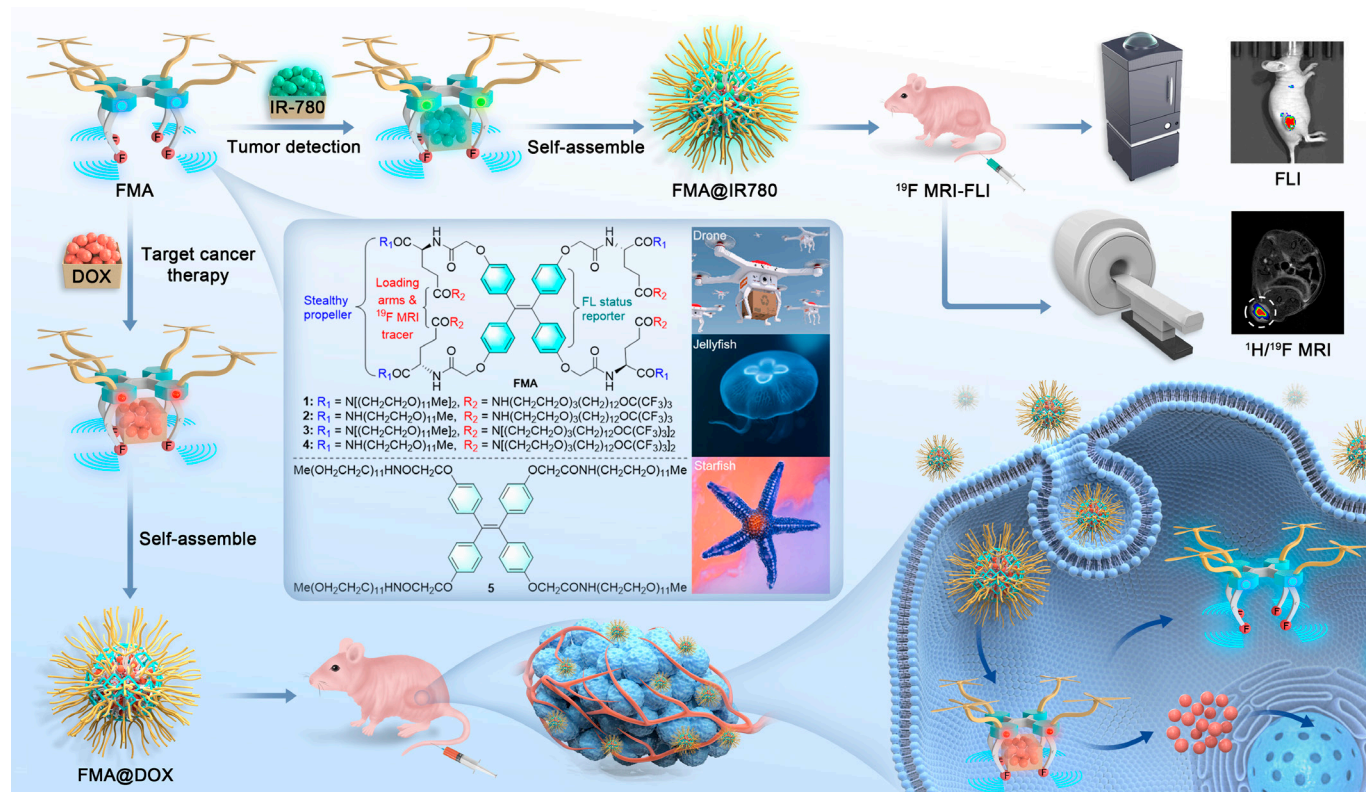 IR-780
Tumor detection
Self-assemble
FMA
FMA@IR780
¹⁹F MRI-FLI
FLI
F
F
F
F
F
F
F
F
DOX
Target cancer
therapy
¹H/¹⁹F MRI
R₁OC
N
H
O
O
O
O
N
H
COR₁
COR₂
COR₂
Stealthy
propeller
Loading
arms &
¹⁹F MRI
tracer
FL status
reporter
COR₂
COR₂
R₁OC
N
H
O
O
O
O
N
H
COR₁
FMA
1: R₁ = N[(CH₂CH₂O)₁₁Me]₂, R₂ = NH(CH₂CH₂O)₃(CH₂)₁₂OC(CF₃)₃
2: R₁ = NH(CH₂CH₂O)₁₁Me, R₂ = NH(CH₂CH₂O)₃(CH₂)₁₂OC(CF₃)₃
3: R₁ = N[(CH₂CH₂O)₁₁Me]₂, R₂ = N[(CH₂CH₂O)₃(CH₂)₁₂OC(CF₃)₃]₂
4: R₁ = NH(CH₂CH₂O)₁₁Me, R₂ = N[(CH₂CH₂O)₃(CH₂)₁₂OC(CF₃)₃]₂
Me(OH₂CH₂C)₁₁HNOCH₂CO
OCH₂CONH(CH₂CH₂O)₁₁Me
Me(OH₂CH₂C)₁₁HNOCH₂CO
5
OCH₂CONH(CH₂CH₂O)₁₁Me
Drone
Jellyfish
Starfish
F
F
F
F
Self-assemble
FMA@DOX
F
F
F
F
F
F
F
F